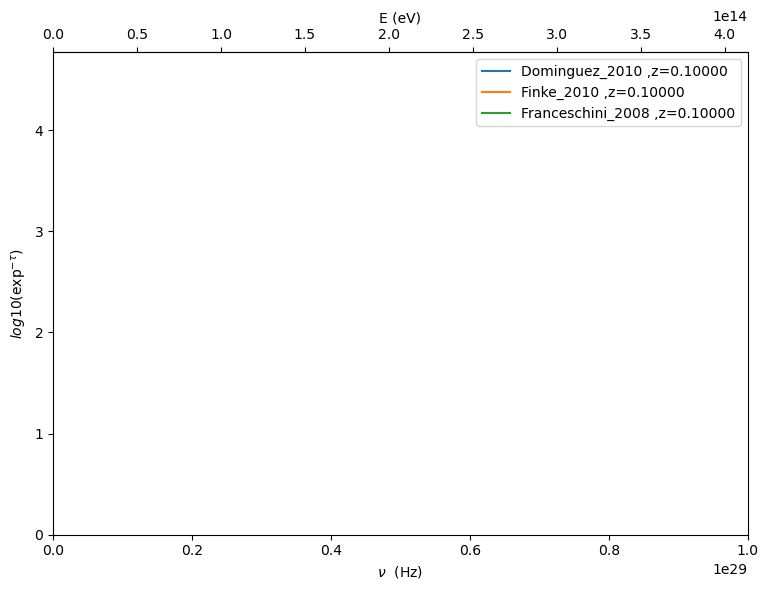 E (eV)
1e14
0.0 0.5 1.0 1.5 2.0 2.5 3.0 3.5 4.0
Dominguez_2010 ,z=0.10000
Finke_2010 ,z=0.10000
Franceschini_2008 ,z=0.10000
4
3
2
1
0
log10(exp⁻τ)
0.0 0.2 0.4 0.6 0.8 1.0
ν (Hz)
1e29